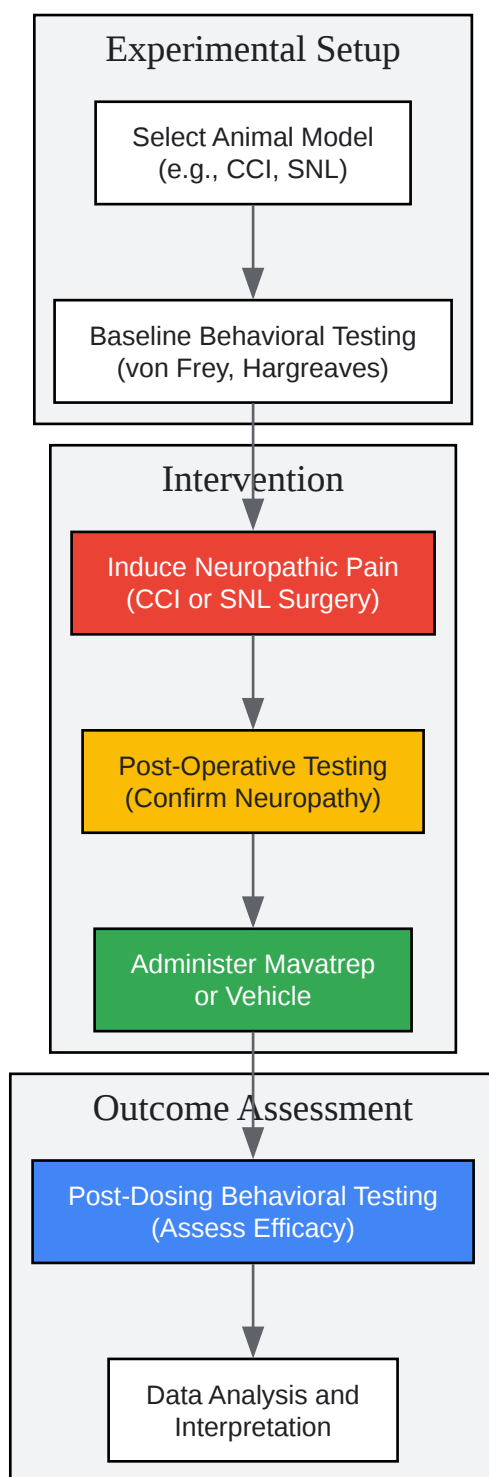 Experimental Setup
Select Animal Model
(e.g., CCI, SNL)
Baseline Behavioral Testing
(von Frey, Hargreaves)
Intervention
Induce Neuropathic Pain
(CCI or SNL Surgery)
Post-Operative Testing
(Confirm Neuropathy)
Administer Mavatrep
or Vehicle
Outcome Assessment
Post-Dosing Behavioral Testing
(Assess Efficacy)
Data Analysis and
Interpretation